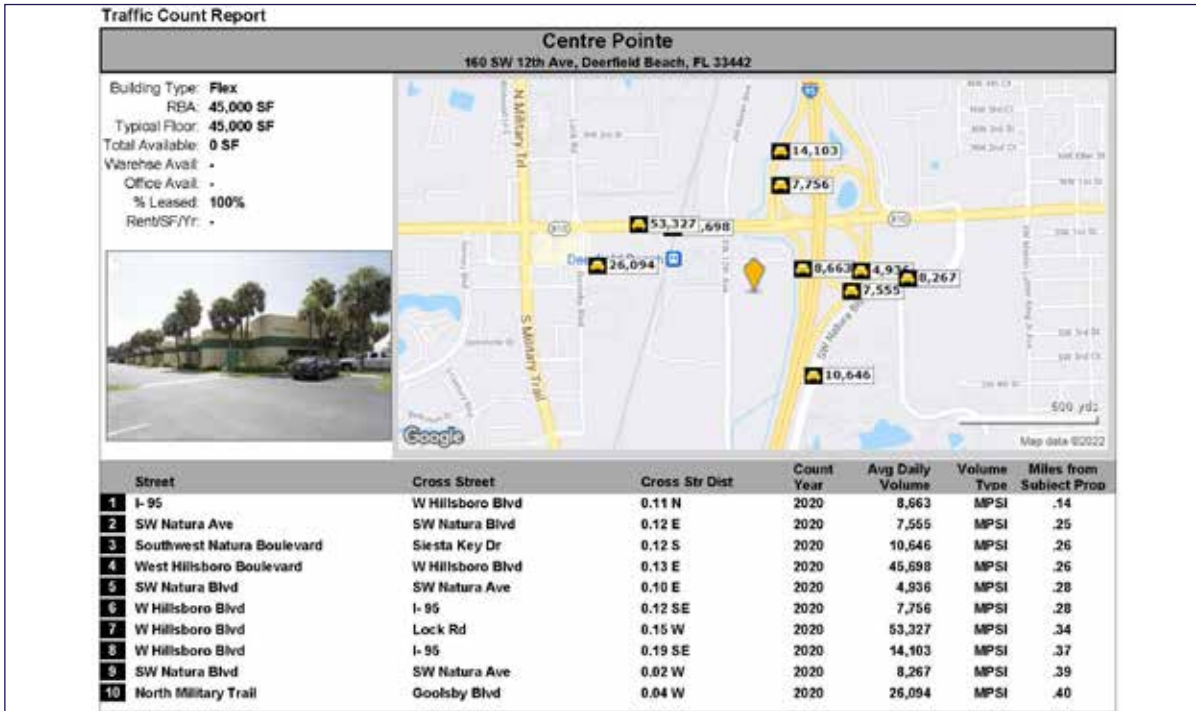 Traffic Count Report
Centre Pointe
160 SW 12th Ave, Deerfield Beach, FL 33442
Building Type: Flex
RBA: 45,000 SF
Typical Floor: 45,000 SF
Total Available: 0 SF
Warehse Avail: -
Office Avail: -
% Leased: 100%
Rent/SF/Yr: -
N Military Trl
S Military Trail
95
810
810
14,103
7,756
53,327
,698
26,094
8,663
4,936
8,267
7,555
10,646
SW Natura Bl
500 yds
Google
Map data ©2022
Street Cross Street Cross Str Dist Count Year Avg Daily Volume Volume Type Miles from Subject Prop
1 I- 95 W Hillsboro Blvd 0.11 N 2020 8,663 MPSI .14
2 SW Natura Ave SW Natura Blvd 0.12 E 2020 7,555 MPSI .25
3 Southwest Natura Boulevard Siesta Key Dr 0.12 S 2020 10,646 MPSI .26
4 West Hillsboro Boulevard W Hillsboro Blvd 0.13 E 2020 45,698 MPSI .26
5 SW Natura Blvd SW Natura Ave 0.10 E 2020 4,936 MPSI .28
6 W Hillsboro Blvd I- 95 0.12 SE 2020 7,756 MPSI .28
7 W Hillsboro Blvd Lock Rd 0.15 W 2020 53,327 MPSI .34
8 W Hillsboro Blvd I- 95 0.19 SE 2020 14,103 MPSI .37
9 SW Natura Blvd SW Natura Ave 0.02 W 2020 8,267 MPSI .39
10 North Military Trail Goolsby Blvd 0.04 W 2020 26,094 MPSI .40